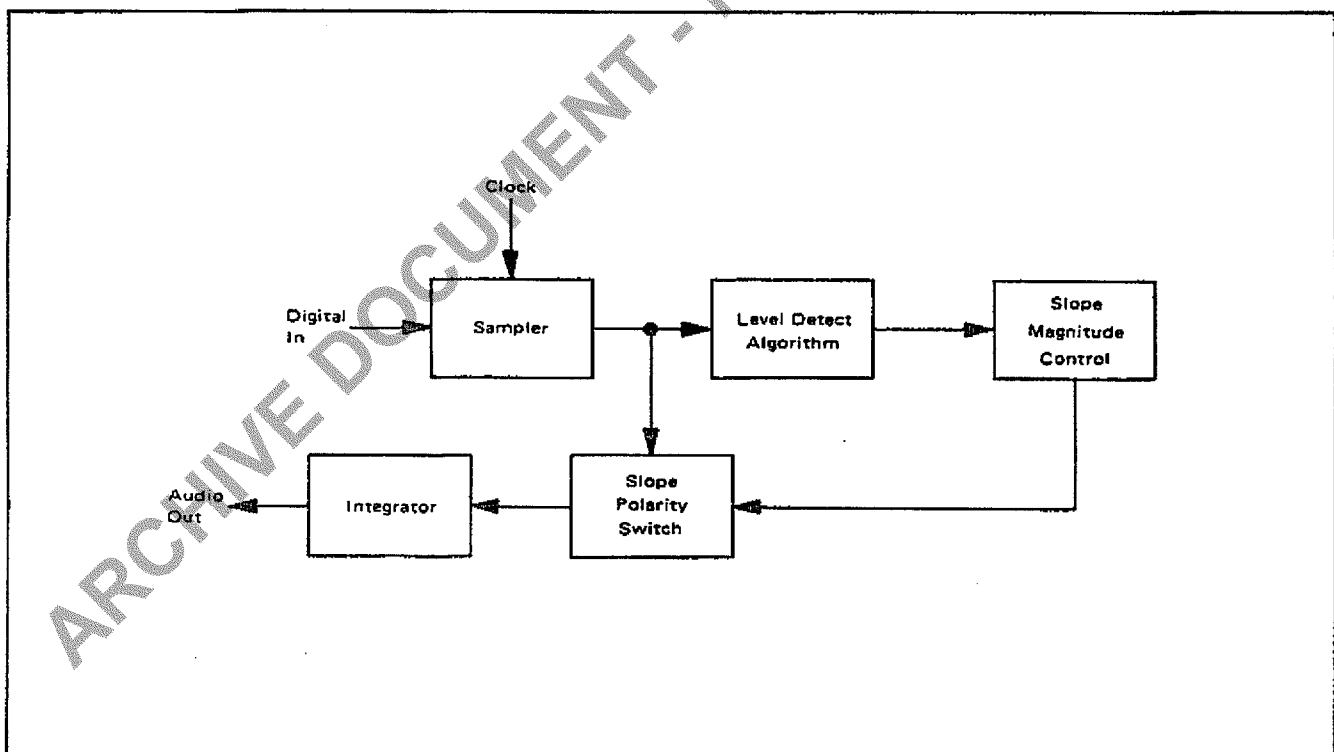 Clock
Digital
In
Sampler
Level Detect
Algorithm
Slope
Magnitude
Control
Audio
Out
Integrator
Slope
Polarity
Switch
ARCHIVE DOCUMENT -